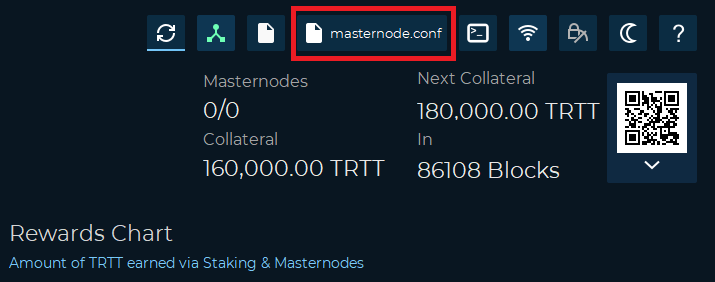 masternode.conf
?
Masternodes
0/0
Collateral
160,000.00 TRTT
Next Collateral
180,000.00 TRTT
In
86108 Blocks
Rewards Chart
Amount of TRTT earned via Staking & Masternodes